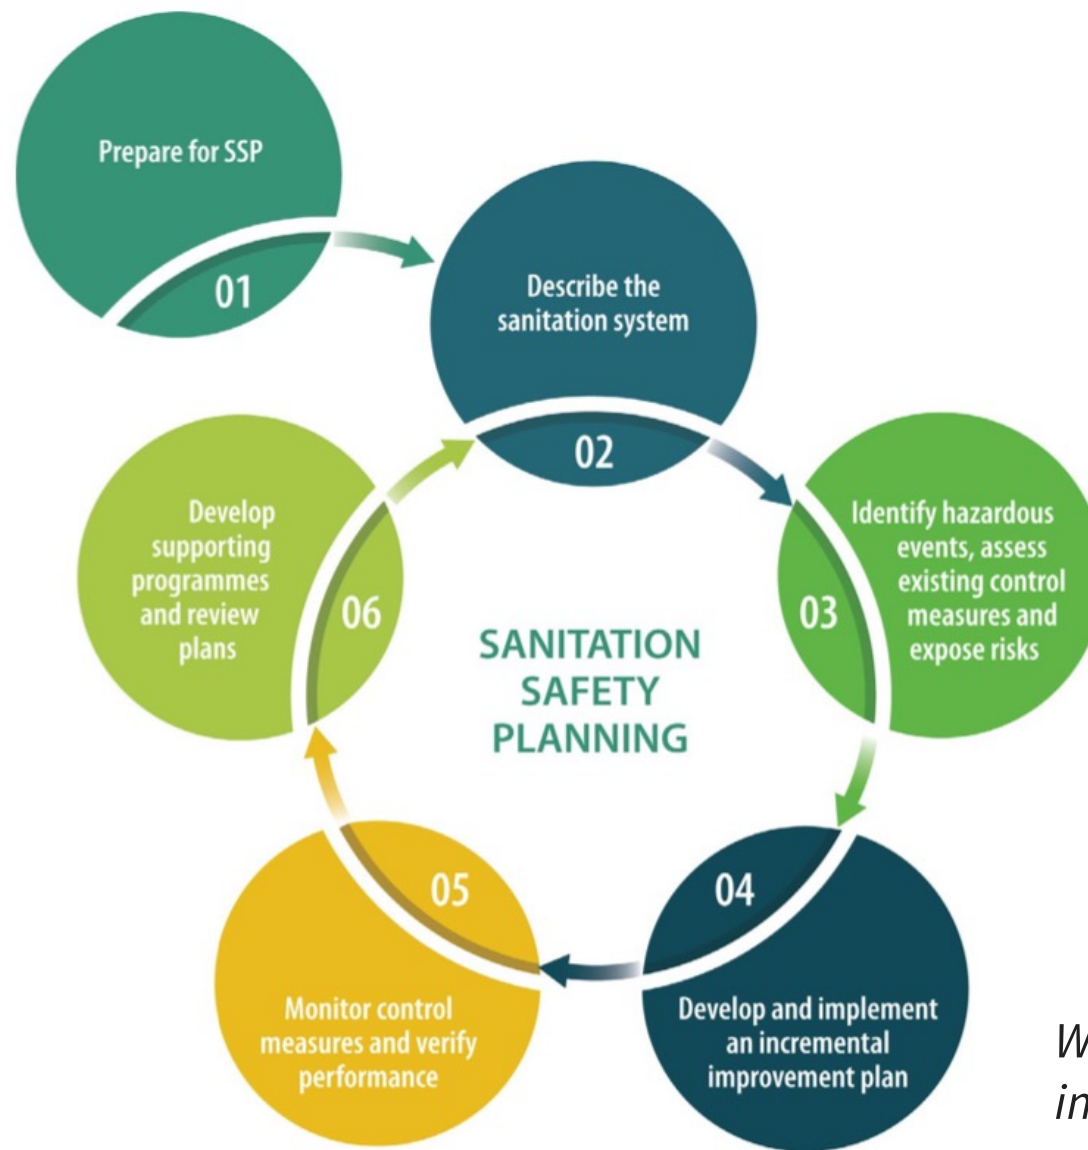 Prepare for SSP
01
Describe the
sanitation system
02
Identify hazardous
events, assess
existing control
measures and
expose risks
03
04
Develop and implement
an incremental
improvement plan
05
Monitor control
measures and verify
performance
Develop
supporting
programmes
and review
plans
06
SANITATION
SAFETY
PLANNING
in